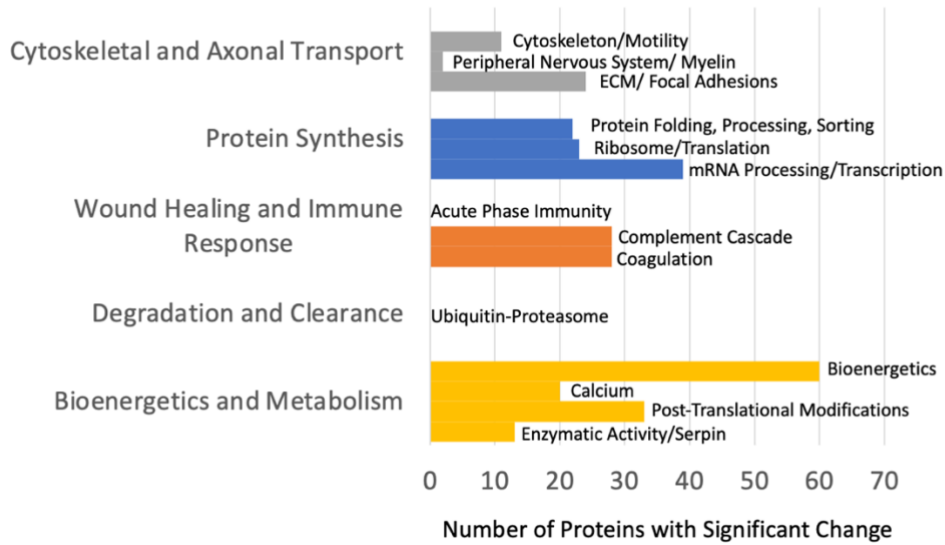 Cytoskeletal and Axonal Transport
Cytoskeleton/Motility
Peripheral Nervous System/ Myelin
ECM/ Focal Adhesions
Protein Synthesis
Protein Folding, Processing, Sorting
Ribosome/Translation
mRNA Processing/Transcription
Wound Healing and Immune
Response
Acute Phase Immunity
Complement Cascade
Coagulation
Degradation and Clearance
Ubiquitin-Proteasome
Bioenergetics and Metabolism
Bioenergetics
Calcium
Post-Translational Modifications
Enzymatic Activity/Serpin
0 10 20 30 40 50 60 70
Number of Proteins with Significant Change